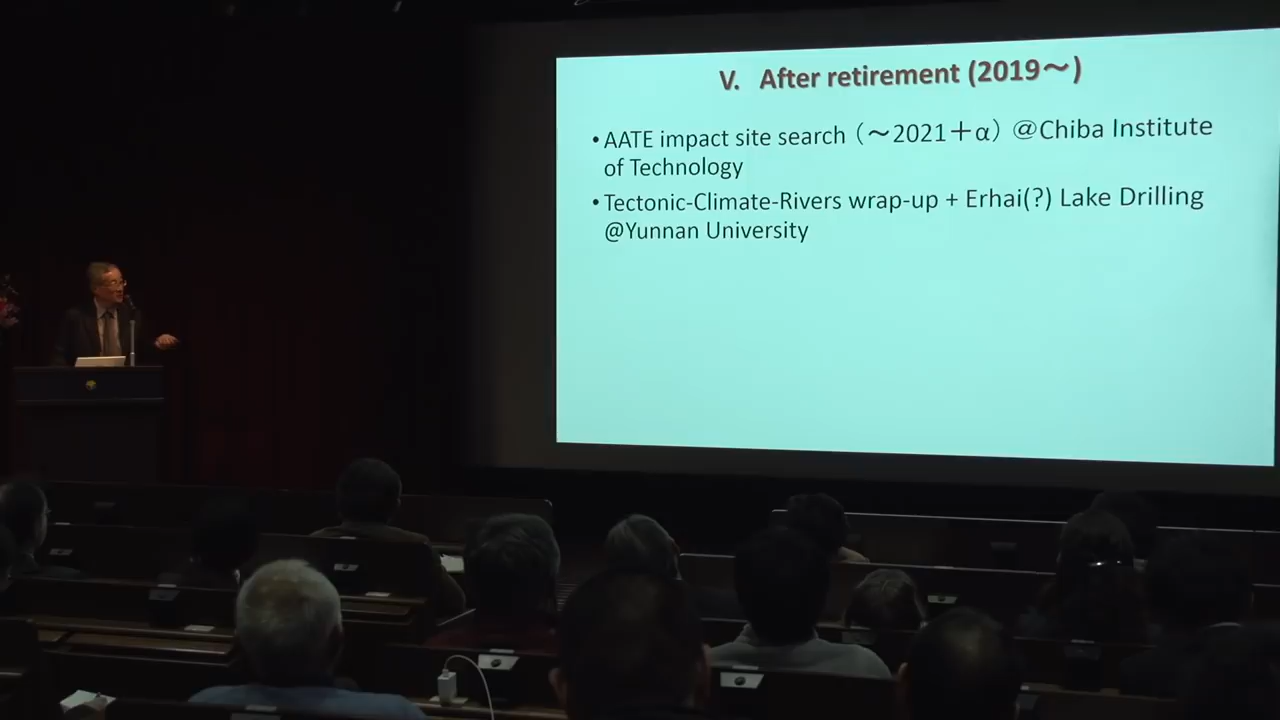 V. After retirement (2019～)
•AATE impact site search（～2021＋α）@Chiba Institute
of Technology
•Tectonic-Climate-Rivers wrap-up + Erhai(?) Lake Drilling
@Yunnan University